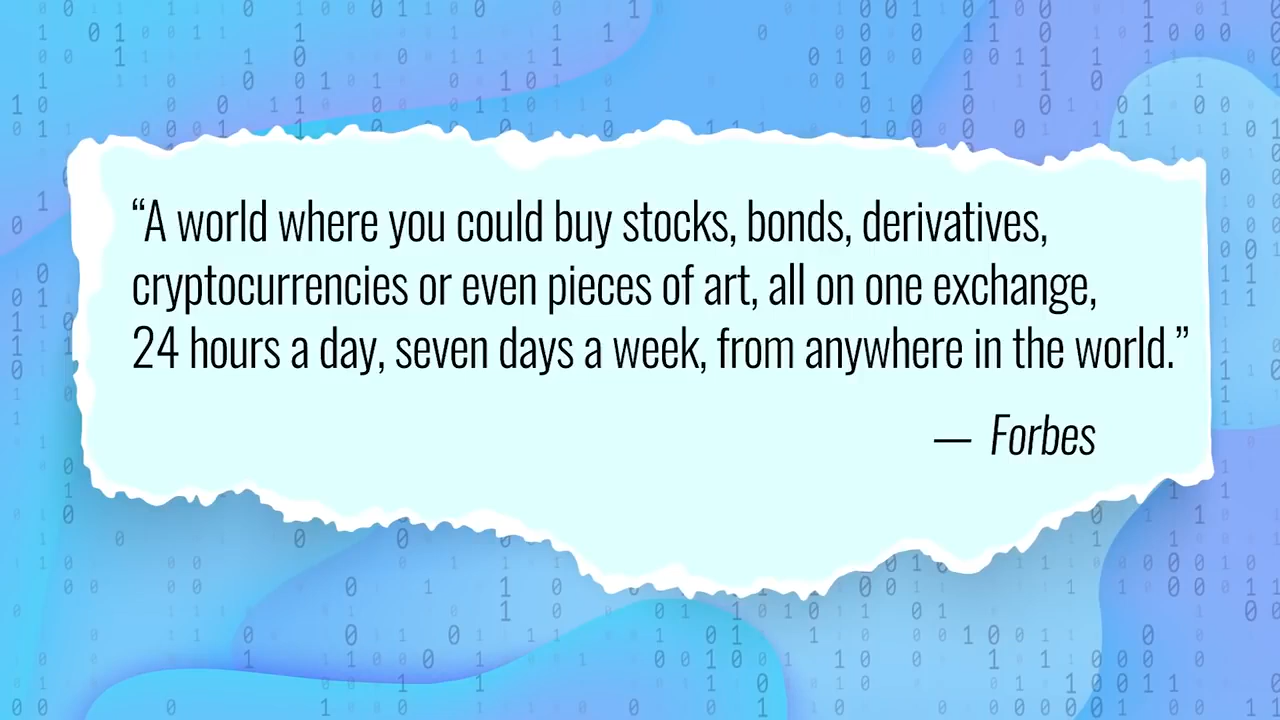 “A world where you could buy stocks, bonds, derivatives,
cryptocurrencies or even pieces of art, all on one exchange,
24 hours a day, seven days a week, from anywhere in the world.”
— Forbes